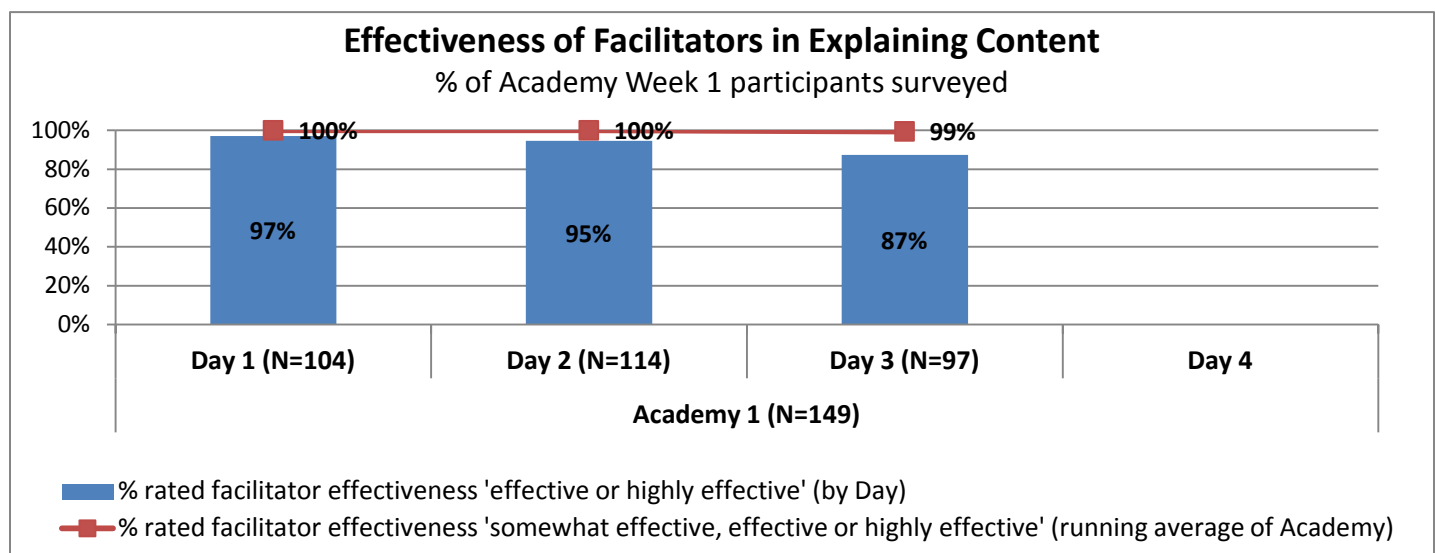 Effectiveness of Facilitators in Explaining Content
% of Academy Week 1 participants surveyed
100%
80%
60%
40%
20%
0%
100%
100%
99%
97%
95%
87%
Day 1 (N=104)
Day 2 (N=114)
Day 3 (N=97)
Day 4
Academy 1 (N=149)
% rated facilitator effectiveness 'effective or highly effective' (by Day)
% rated facilitator effectiveness 'somewhat effective, effective or highly effective' (running average of Academy)